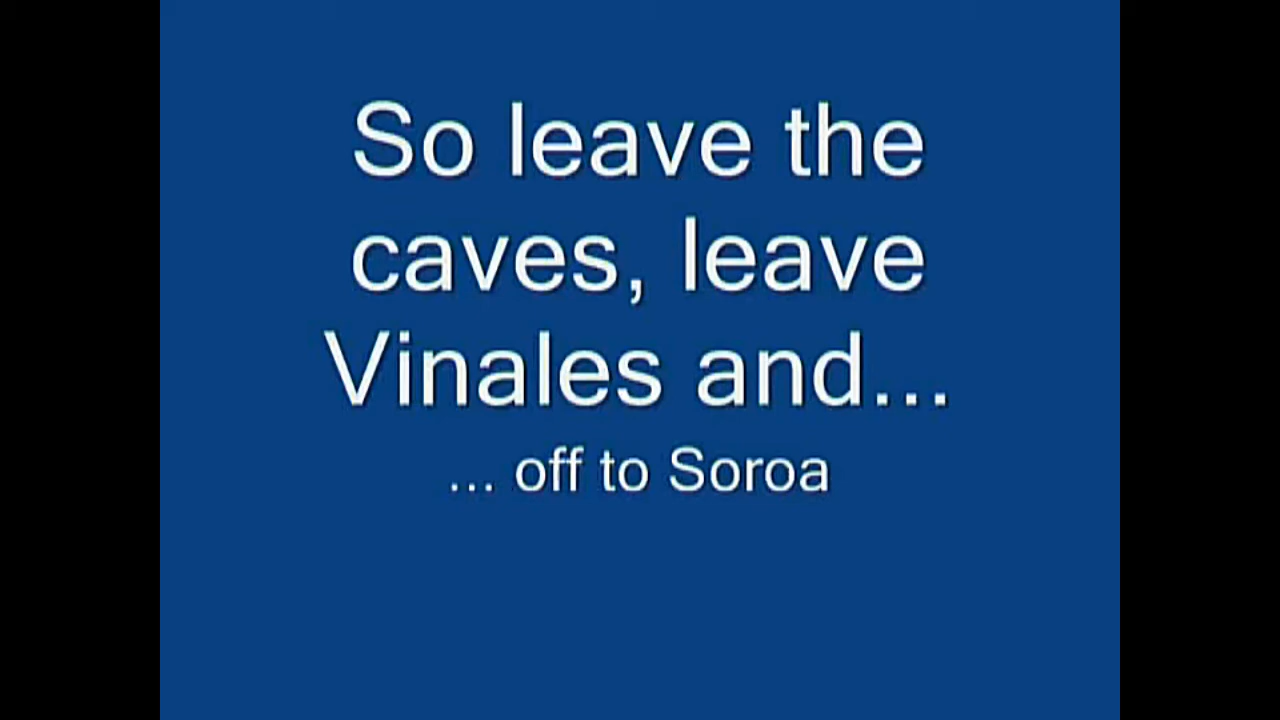 So leave the
caves, leave
Vinales and...
... off to Soroa